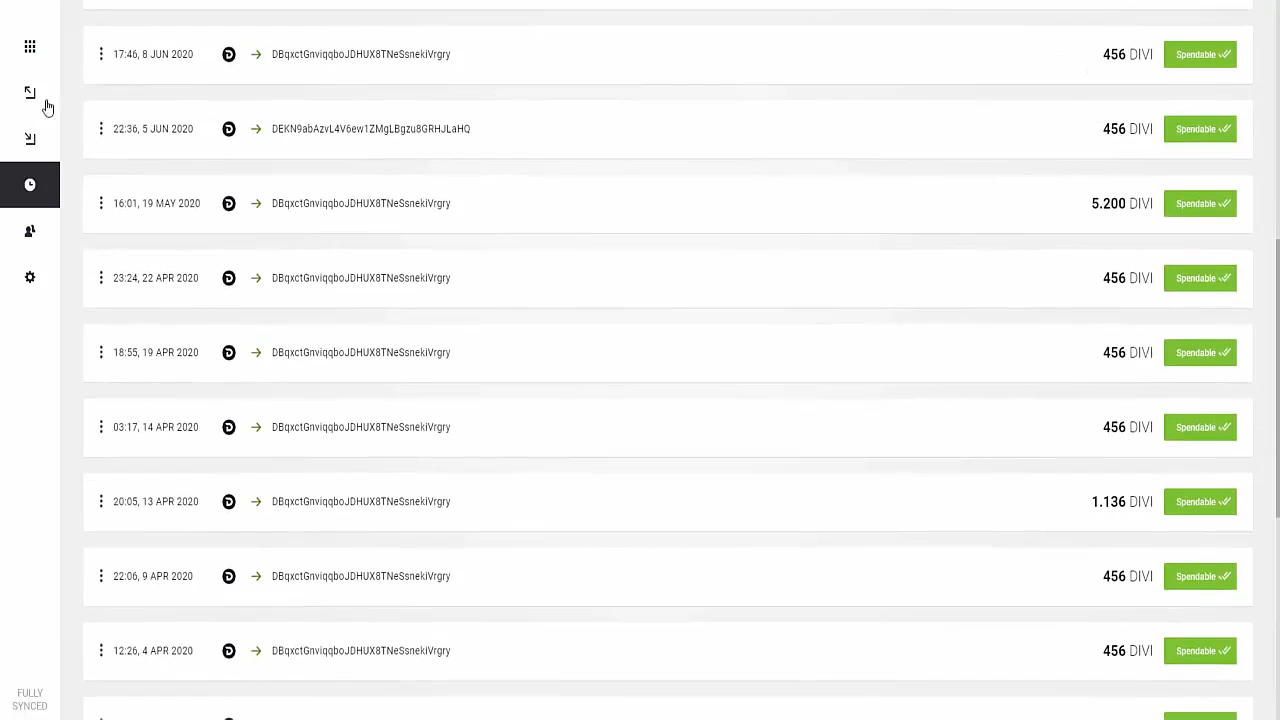 17:46, 8 JUN 2020 DBqxctGnviqqboJDHUX8TNeSsnekiVrgry 456 DIVI Spendable
22:36, 5 JUN 2020 DEKN9abAzvL4V6ew1ZMgLBgzu8GRHJLaHQ 456 DIVI Spendable
16:01, 19 MAY 2020 DBqxctGnviqqboJDHUX8TNeSsnekiVrgry 5.200 DIVI Spendable
23:24, 22 APR 2020 DBqxctGnviqqboJDHUX8TNeSsnekiVrgry 456 DIVI Spendable
18:55, 19 APR 2020 DBqxctGnviqqboJDHUX8TNeSsnekiVrgry 456 DIVI Spendable
03:17, 14 APR 2020 DBqxctGnviqqboJDHUX8TNeSsnekiVrgry 456 DIVI Spendable
20:05, 13 APR 2020 DBqxctGnviqqboJDHUX8TNeSsnekiVrgry 1.136 DIVI Spendable
22:06, 9 APR 2020 DBqxctGnviqqboJDHUX8TNeSsnekiVrgry 456 DIVI Spendable
12:26, 4 APR 2020 DBqxctGnviqqboJDHUX8TNeSsnekiVrgry 456 DIVI Spendable
FULLY
SYNCED